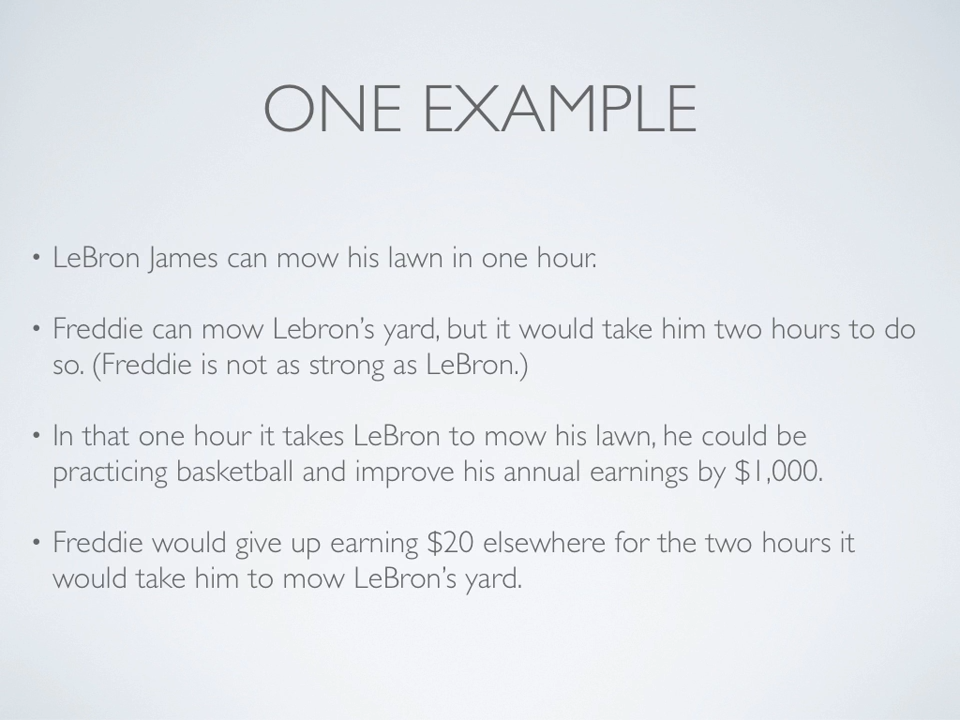 ONE EXAMPLE
• LeBron James can mow his lawn in one hour.
• Freddie can mow Lebron’s yard, but it would take him two hours to do
so. (Freddie is not as strong as LeBron.)
• In that one hour it takes LeBron to mow his lawn, he could be
practicing basketball and improve his annual earnings by $1,000.
• Freddie would give up earning $20 elsewhere for the two hours it
would take him to mow LeBron’s yard.